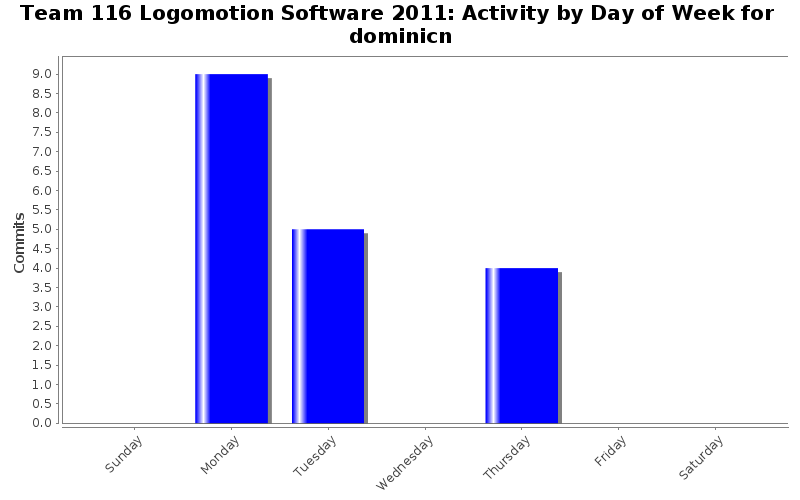 Team 116 Logomotion Software 2011: Activity by Day of Week for
dominicn
Commits
9.0
8.5
8.0
7.5
7.0
6.5
6.0
5.5
5.0
4.5
4.0
3.5
3.0
2.5
2.0
1.5
1.0
0.5
0.0
Sunday
Monday
Tuesday
Wednesday
Thursday
Friday
Saturday